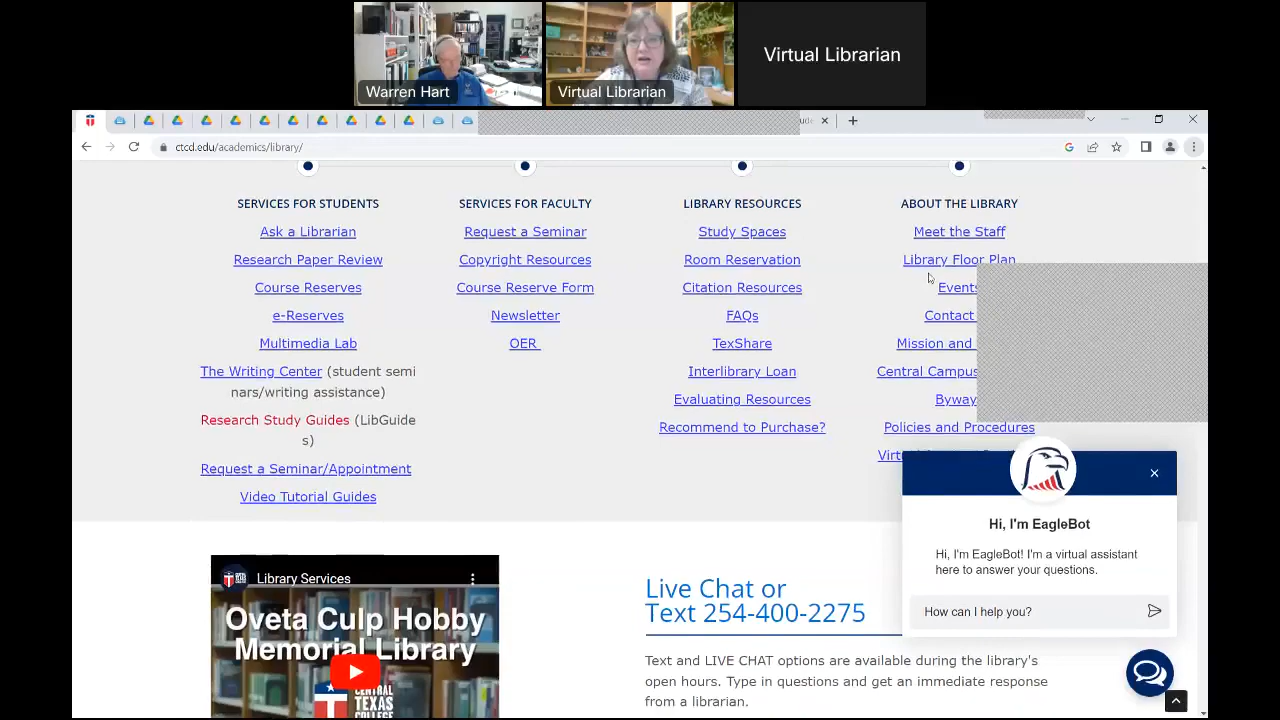 Warren Hart
Virtual Librarian
Virtual Librarian
ctcd.edu/academics/library/
SERVICES FOR STUDENTS
Ask a Librarian
Research Paper Review
Course Reserves
e-Reserves
Multimedia Lab
The Writing Center (student semi
nars/writing assistance)
Research Study Guides (LibGuide
s)
Request a Seminar/Appointment
Video Tutorial Guides
SERVICES FOR FACULTY
Request a Seminar
Copyright Resources
Course Reserve Form
Newsletter
OER
LIBRARY RESOURCES
Study Spaces
Room Reservation
Citation Resources
FAQs
TexShare
Interlibrary Loan
Evaluating Resources
Recommend to Purchase?
ABOUT THE LIBRARY
Meet the Staff
Library Floor Plan
Events
Contact
Mission and
Central Campus
Byway
Policies and Procedures
Hi, I'm EagleBot
Hi, I'm EagleBot! I'm a virtual assistant
here to answer your questions.
How can I help you?
Library Services
Oveta Culp Hobby
Memorial Library
CENTRAL
TEXAS
COLLEGE
Live Chat or
Text 254-400-2275
Text and LIVE CHAT options are available during the library's
open hours. Type in questions and get an immediate response
from a librarian.